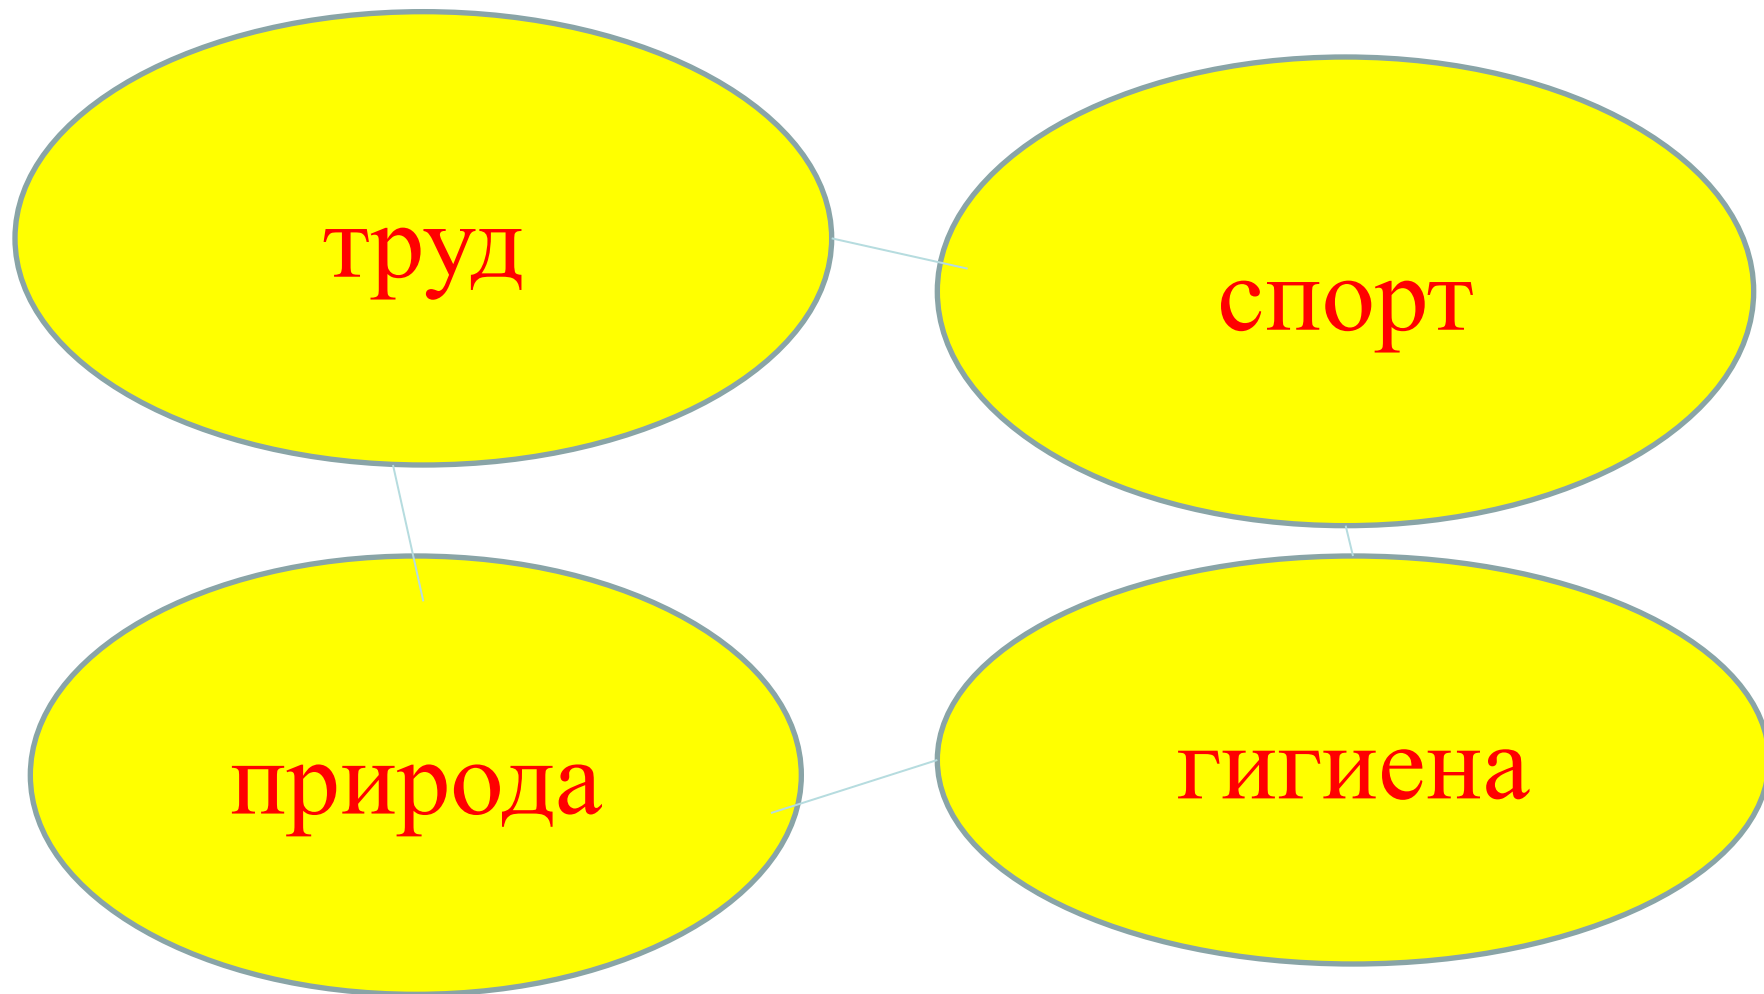 труд
спорт
природа
гигиена